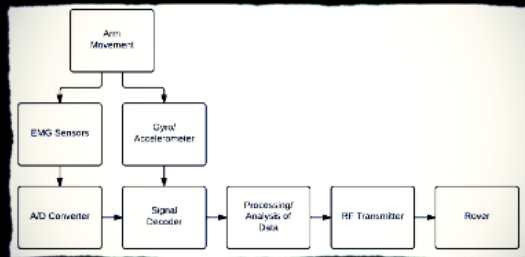 Arm
Movement
EMG Sensors
Gyro/
Accelerometer
A/D Converter
Signal
Decoder
Processing/
Analysis of
Data
RF Transmitter
Rover